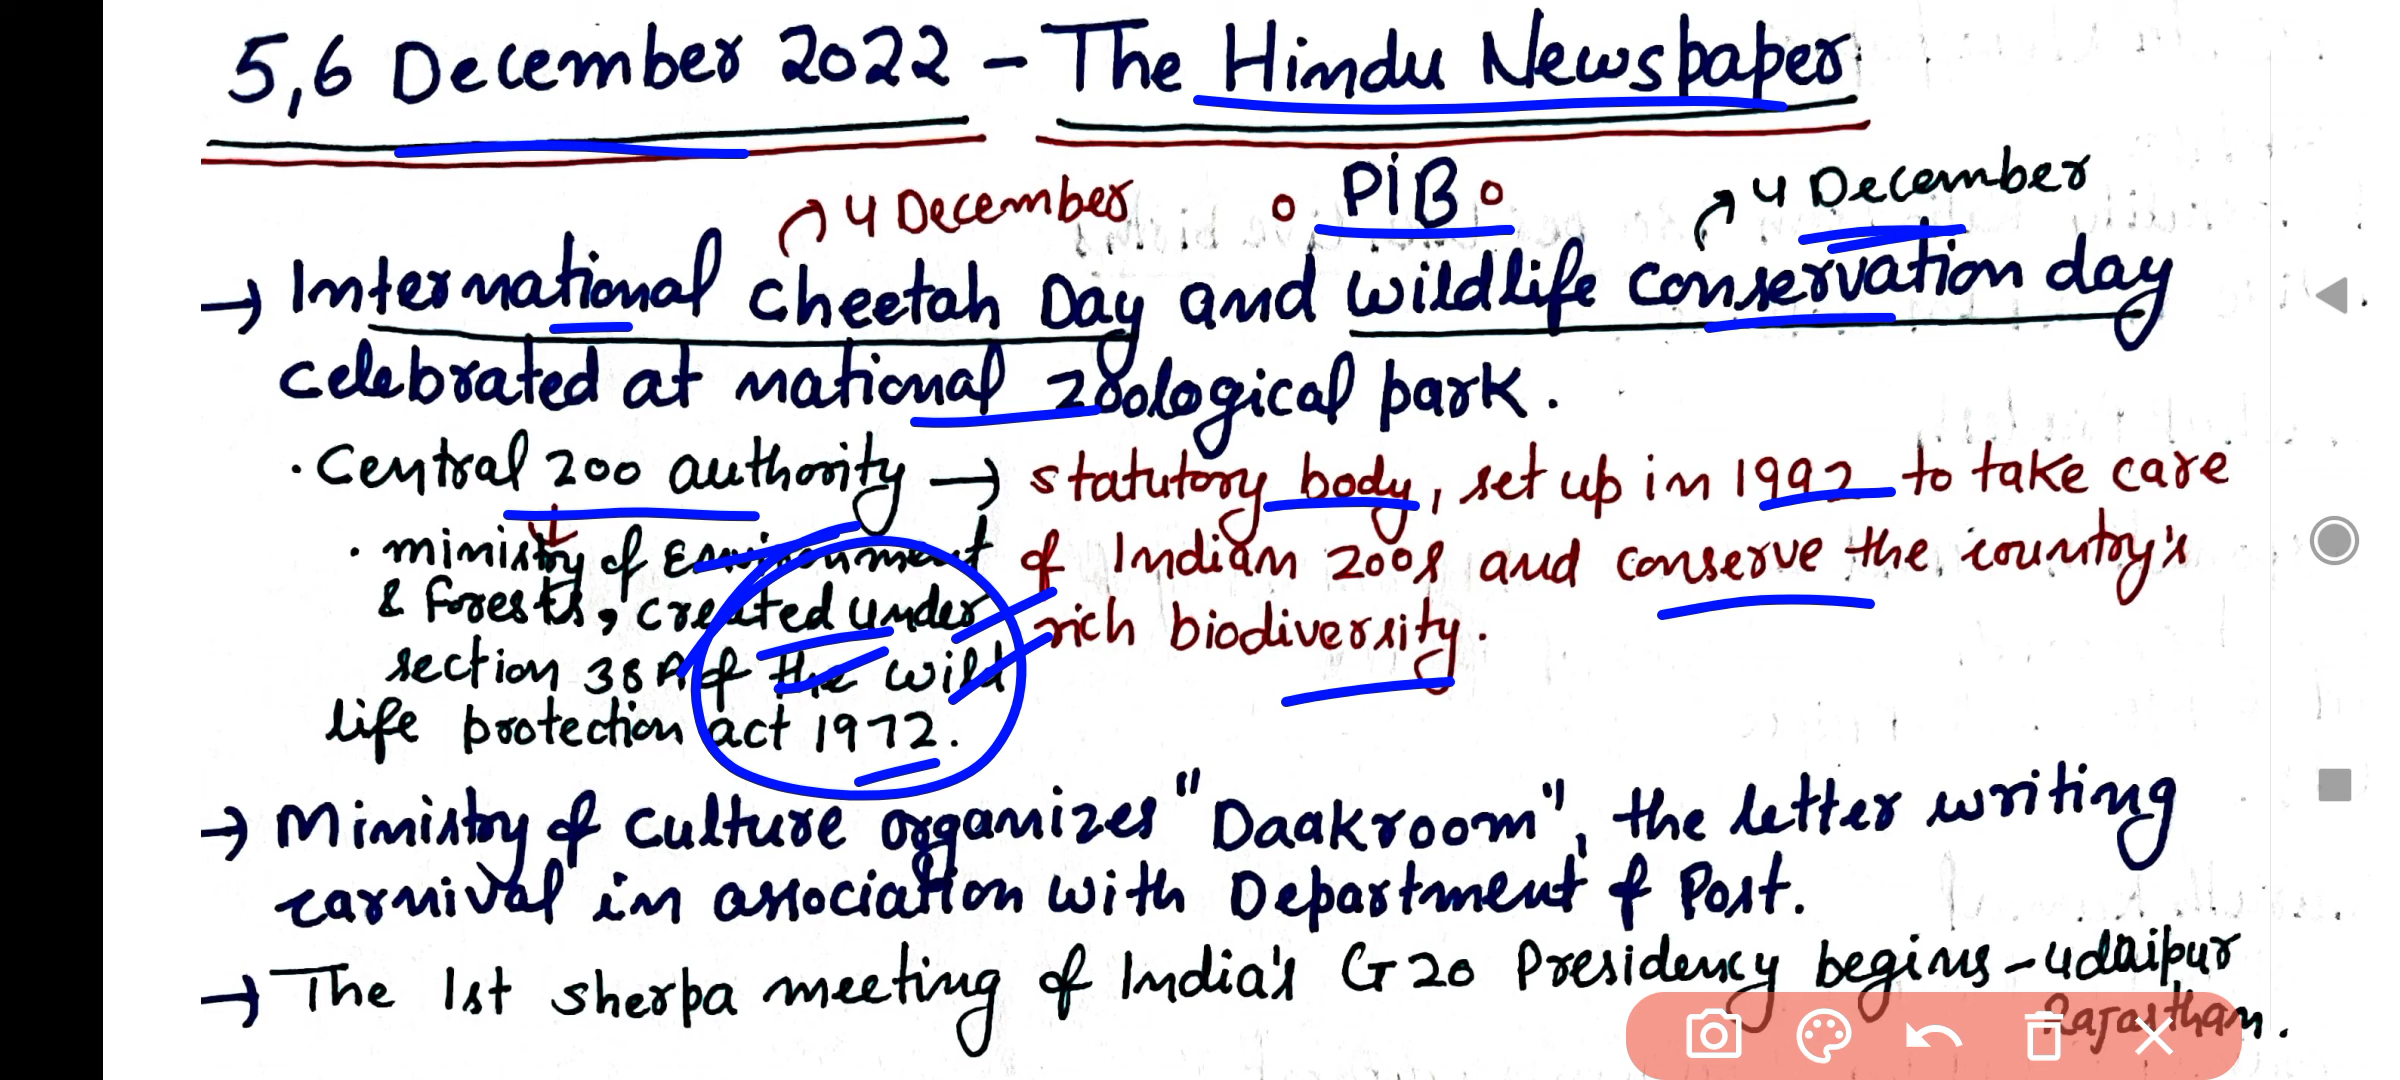 5,6 December 2022 - The Hindu Newspaper
4 December
PIB
4 December
→ International cheetah Day and wildlife conservation day
celebrated at national zoological park.
· Central zoo authority → statutory body, set up in 1992 to take care
of Indian zoos and conserve the country's
rich biodiversity.
· ministry of Environment
& Forests, created under
section 38 A of the wild
life protection act 1972.
→ Ministry of culture organizes "Daakroom", the letter writing
carnival in association with Department of Post.
→ The 1st sherpa meeting of India's G20 Presidency begins - Udaipur
Rajasthan.